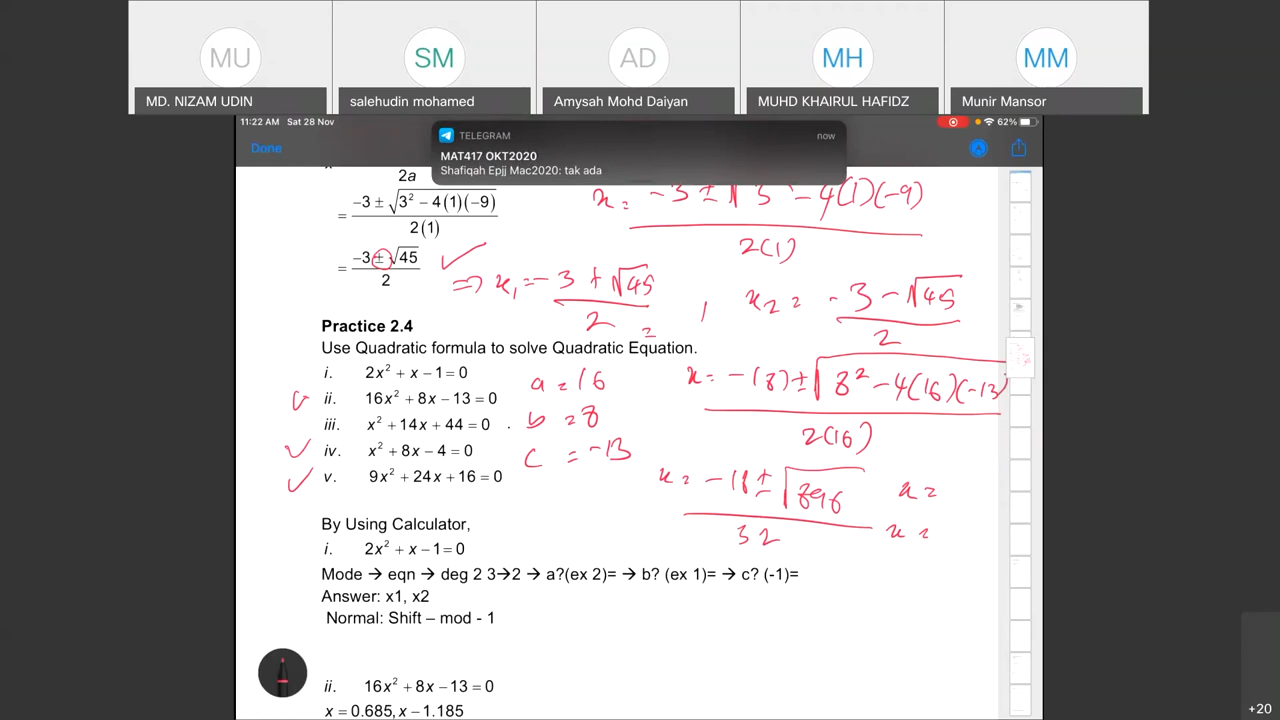 MU
SM
AD
MH
MM
MD. NIZAM UDIN
salehudin mohamed
Amysah Mohd Daiyan
MUHD KHAIRUL HAFIDZ
Munir Mansor
11:22 AM Sat 28 Nov
62%
TELEGRAM
now
MAT417 OKT2020
Shafiqah Epjj Mac2020: tak ada
Done
2a
= −3 ± √3² − 4(1)(−9) / 2(1)
= −3 ± √45 / 2
x = −3 ± √3² − 4(1)(−9) / 2(1)
⇒ x₁ = −3 + √45 / 2 , x₂ = −3 − √45 / 2
Practice 2.4
Use Quadratic formula to solve Quadratic Equation.
i. 2x² + x − 1 = 0
ii. 16x² + 8x − 13 = 0
iii. x² + 14x + 44 = 0
iv. x² + 8x − 4 = 0
v. 9x² + 24x + 16 = 0
a = 16
b = 8
c = −13
x = −(8) ± √8² − 4(16)(−13) / 2(16)
x = −18 ± √896 / 32
x =
x =
By Using Calculator,
i. 2x² + x − 1 = 0
Mode → eqn → deg 2 3→2 → a?(ex 2)= → b? (ex 1)= → c? (-1)=
Answer: x1, x2
Normal: Shift – mod - 1
ii. 16x² + 8x − 13 = 0
x = 0.685, x − 1.185
+20